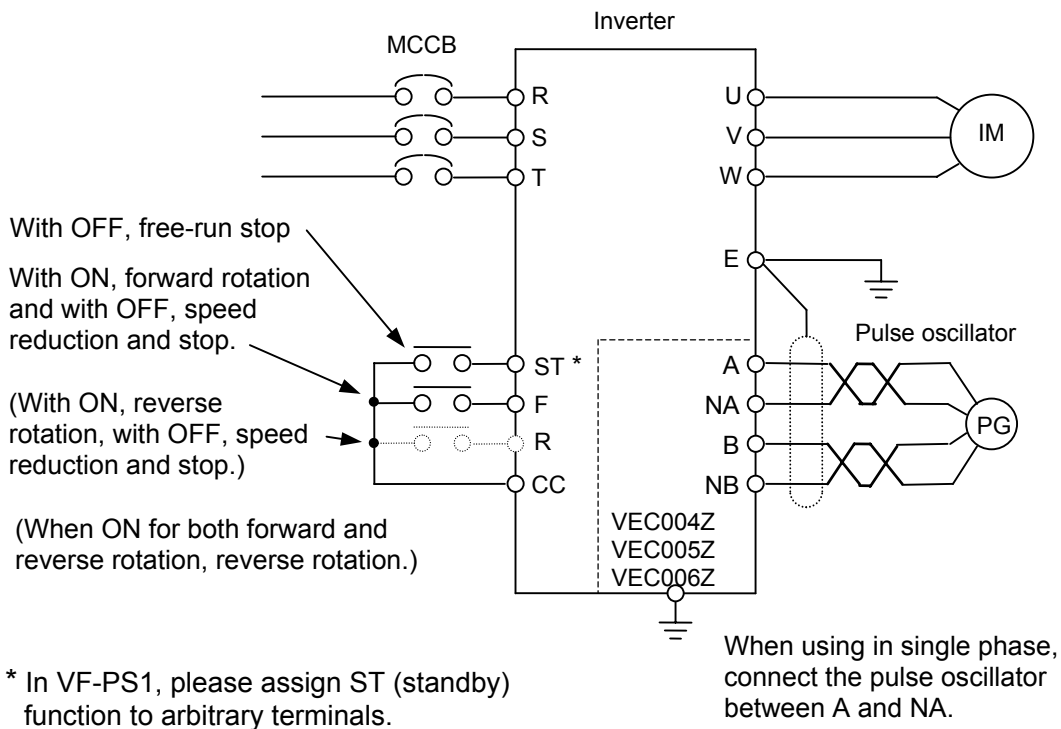 Inverter
MCCB
R
S
T
U
V
W
IM
With OFF, free-run stop
With ON, forward rotation
and with OFF, speed
reduction and stop.
(With ON, reverse
rotation, with OFF, speed
reduction and stop.)
(When ON for both forward and
reverse rotation, reverse rotation.)
ST *
F
R
CC
E
Pulse oscillator
A
NA
B
NB
PG
VEC004Z
VEC005Z
VEC006Z
* In VF-PS1, please assign ST (standby)
function to arbitrary terminals.
When using in single phase,
connect the pulse oscillator
between A and NA.